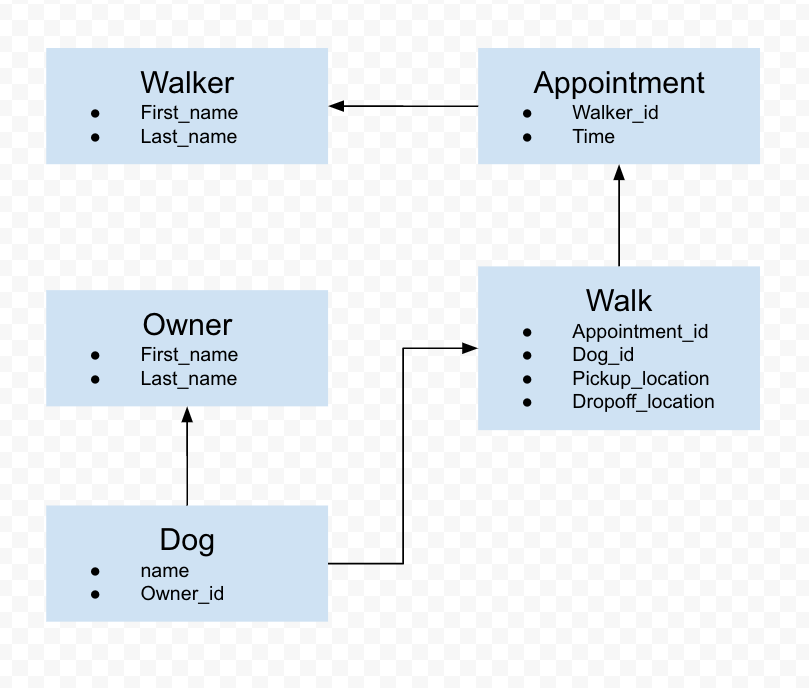 Walker
First_name
Last_name
Appointment
Walker_id
Time
Owner
First_name
Last_name
Walk
Appointment_id
Dog_id
Pickup_location
Dropoff_location
Dog
name
Owner_id